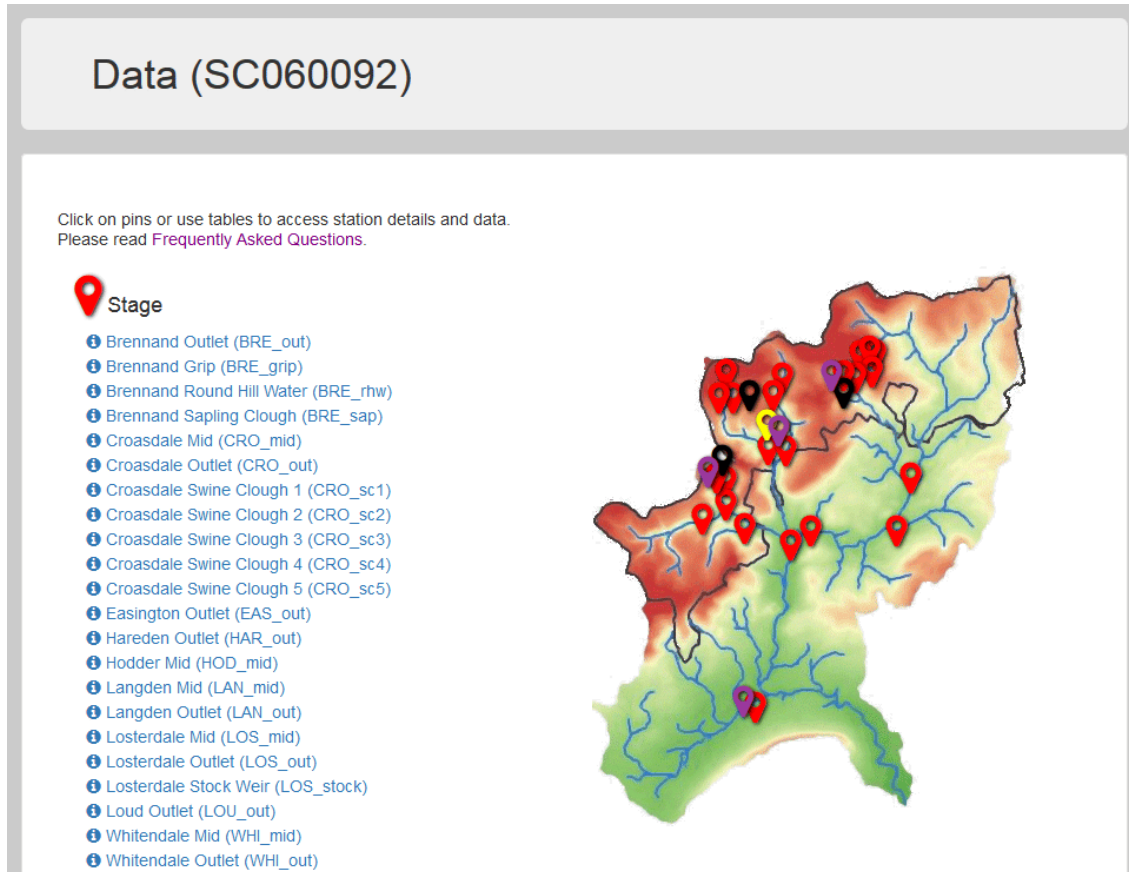 Data (SC060092)
Click on pins or use tables to access station details and data.
Please read Frequently Asked Questions.
Stage
Brennand Outlet (BRE_out)
Brennand Grip (BRE_grip)
Brennand Round Hill Water (BRE_rhw)
Brennand Sapling Clough (BRE_sap)
Croasdale Mid (CRO_mid)
Croasdale Outlet (CRO_out)
Croasdale Swine Clough 1 (CRO_sc1)
Croasdale Swine Clough 2 (CRO_sc2)
Croasdale Swine Clough 3 (CRO_sc3)
Croasdale Swine Clough 4 (CRO_sc4)
Croasdale Swine Clough 5 (CRO_sc5)
Easington Outlet (EAS_out)
Hareden Outlet (HAR_out)
Hodder Mid (HOD_mid)
Langden Mid (LAN_mid)
Langden Outlet (LAN_out)
Losterdale Mid (LOS_mid)
Losterdale Outlet (LOS_out)
Losterdale Stock Weir (LOS_stock)
Loud Outlet (LOU_out)
Whitendale Mid (WHI_mid)
Whitendale Outlet (WHI_out)